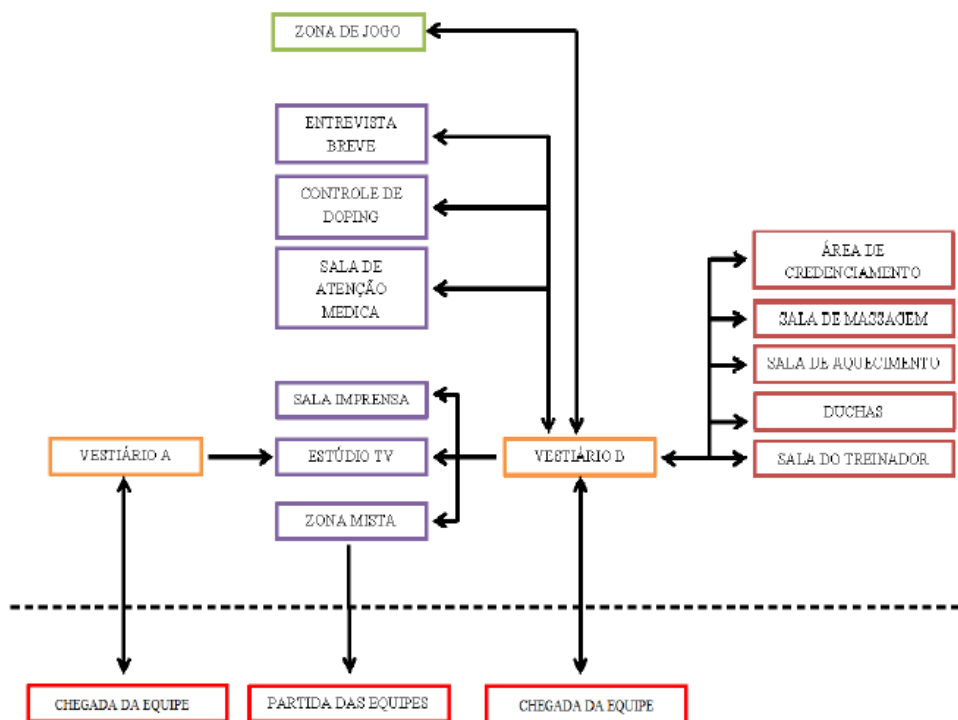 ZONA DE JOGO
ENTREVISTA
BREVE
CONTROLE DE
DOPING
SALA DE
ATENÇÃO
MEDICA
ÁREA DE
CREDENCIAMENTO
SALA DE MASSAGEM
SALA DE AQUECIMENTO
DUCHAS
SALA DO TREINADOR
SALA IMPRENSA
VESTIÁRIO A
ESTÚDIO TV
VESTIÁRIO B
ZONA MISTA
CHEGADA DA EQUIPE
PARTIDA DAS EQUIPES
CHEGADA DA EQUIPE